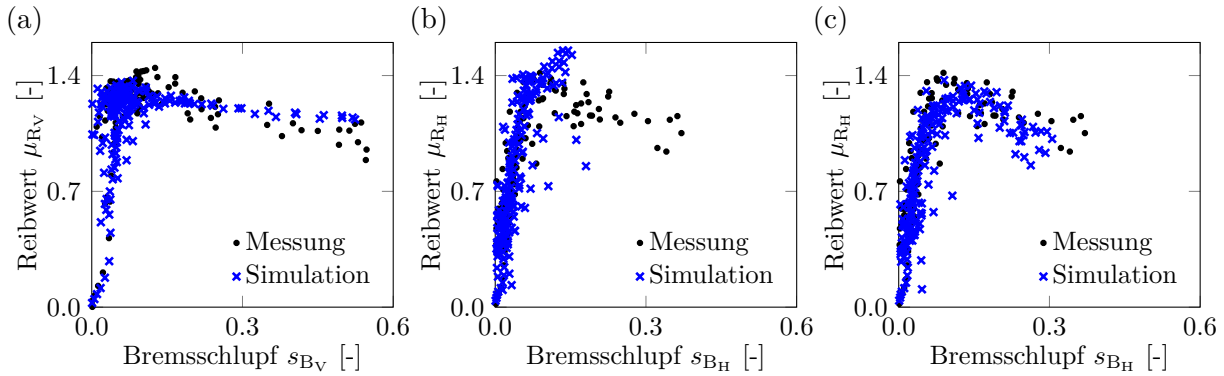 (a)
Reibwert μRV [-]
1.4
0.7
0.0
Messung
Simulation
0.0 0.3 0.6
Bremsschlupf sBV [-]
(b)
Reibwert μRH [-]
1.4
0.7
0.0
Messung
Simulation
0.0 0.3 0.6
Bremsschlupf sBH [-]
(c)
Reibwert μRH [-]
1.4
0.7
0.0
Messung
Simulation
0.0 0.3 0.6
Bremsschlupf sBH [-]